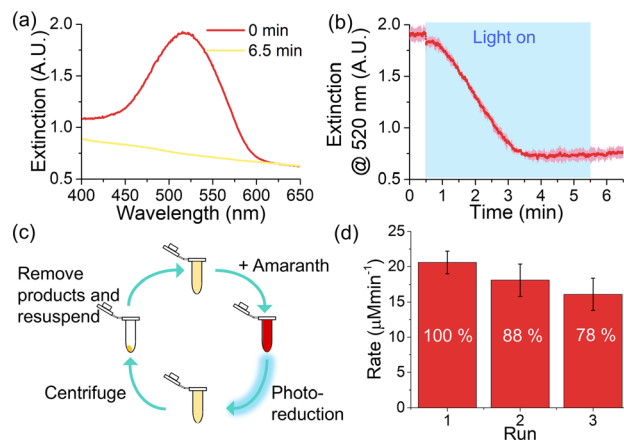 (a)
2.0
1.5
1.0
0.5
Extinction (A.U.)
0 min
6.5 min
400 450 500 550 600 650
Wavelength (nm)
(b)
2.0
1.5
1.0
0.5
Extinction
@ 520 nm (A.U.)
Light on
0 1 2 3 4 5 6
Time (min)
(c)
+ Amaranth
Remove
products and
resuspend
Centrifuge
Photo-
reduction
(d)
25
20
15
10
5
0
Rate (µMmin⁻¹)
100 % 88 % 78 %
1 2 3
Run